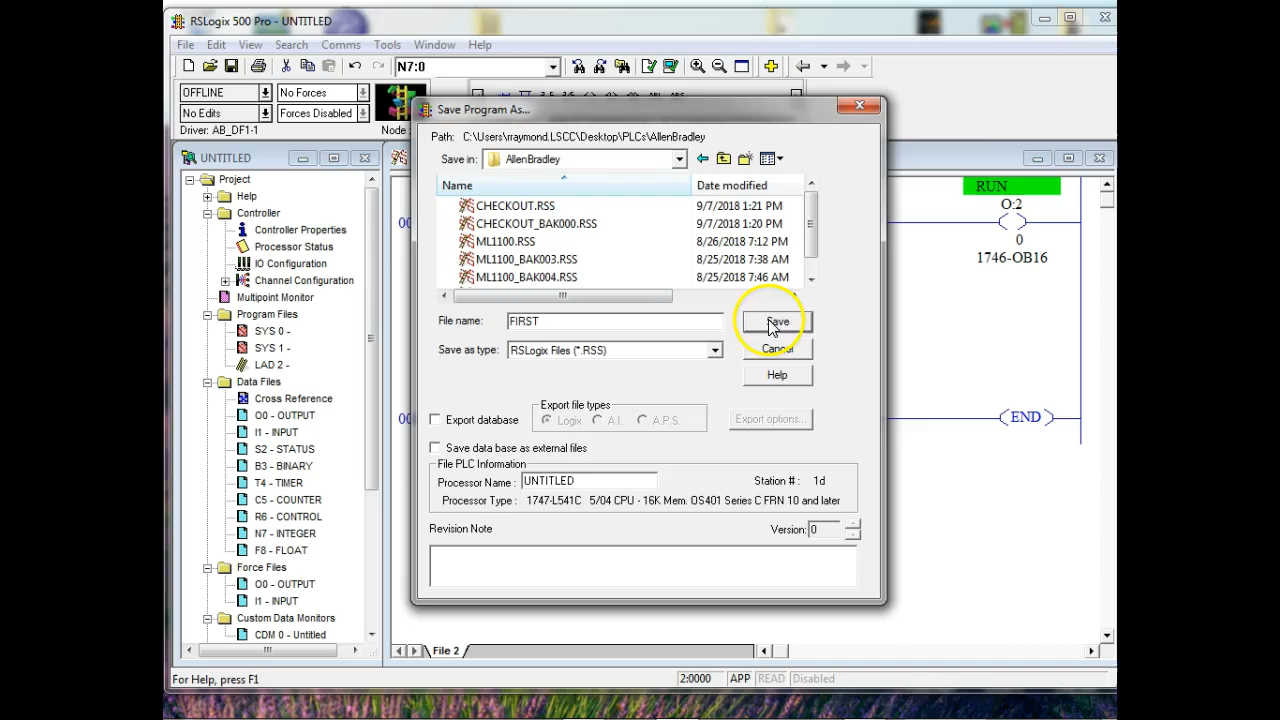 RSLogix 500 Pro - UNTITLED
File Edit View Search Comms Tools Window Help
N7:0
OFFLINE No Forces
No Edits Forces Disabled
Driver: AB_DF1-1 Node
UNTITLED
Project
Help
Controller
Controller Properties
Processor Status
IO Configuration
Channel Configuration
Multipoint Monitor
Program Files
SYS 0 -
SYS 1 -
LAD 2 -
Data Files
Cross Reference
O0 - OUTPUT
I1 - INPUT
S2 - STATUS
B3 - BINARY
T4 - TIMER
C5 - COUNTER
R6 - CONTROL
N7 - INTEGER
F8 - FLOAT
Force Files
O0 - OUTPUT
I1 - INPUT
Custom Data Monitors
CDM 0 - Untitled
Save Program As...
Path: C:\Users\raymond.LSCC\Desktop\PLCs\AllenBradley
Save in: AllenBradley
Name Date modified
CHECKOUT.RSS 9/7/2018 1:21 PM
CHECKOUT_BAK000.RSS 9/7/2018 1:20 PM
ML1100.RSS 8/26/2018 7:12 PM
ML1100_BAK003.RSS 8/25/2018 7:38 AM
ML1100_BAK004.RSS 8/25/2018 7:46 AM
File name: FIRST Save
Save as type: RSLogix Files (*.RSS) Cancel
Help
Export database Export file types
Logix A.I. A.P.S. Export options...
Save data base as external files
File PLC Information
Processor Name : UNTITLED Station # : 1d
Processor Type : 1747-L541C 5/04 CPU - 16K Mem. OS401 Series C FRN 10 and later
Revision Note Version: 0
RUN
O:2
0
1746-OB16
END
File 2
For Help, press F1 2:0000 APP READ Disabled